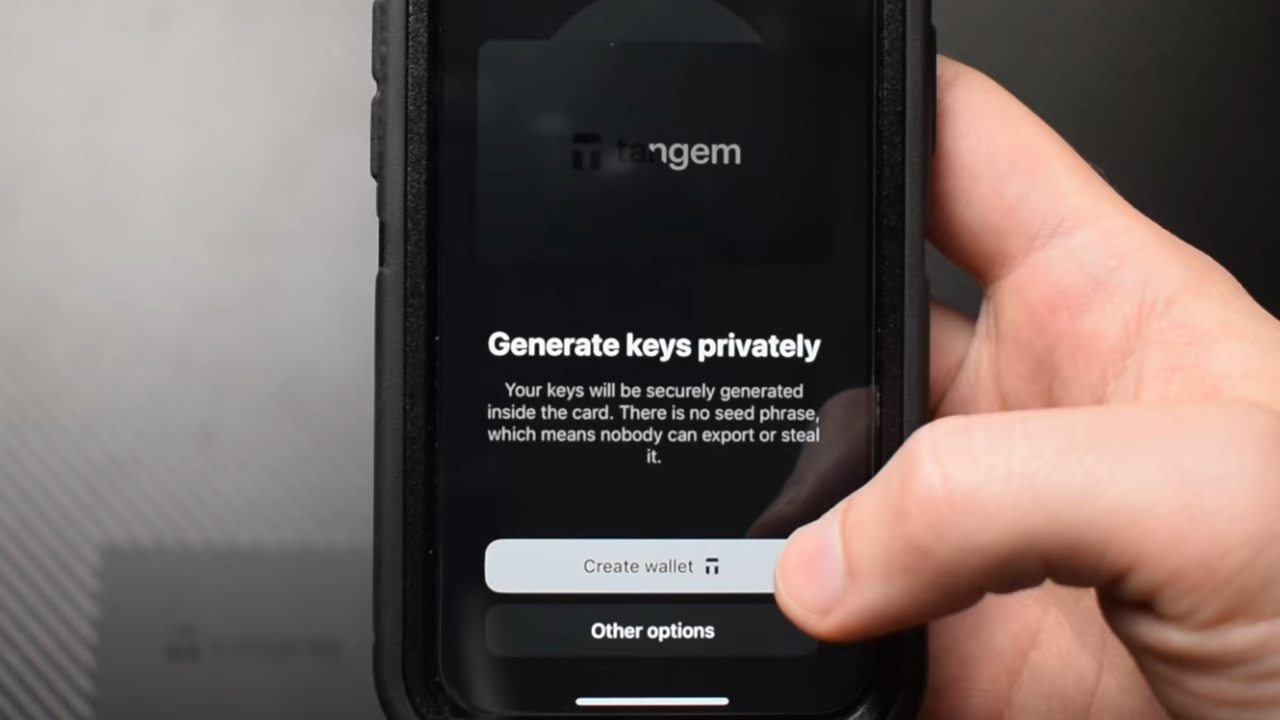 tangem
Generate keys privately
Your keys will be securely generated
inside the card. There is no seed phrase,
which means nobody can export or steal
it.
Create wallet
Other options